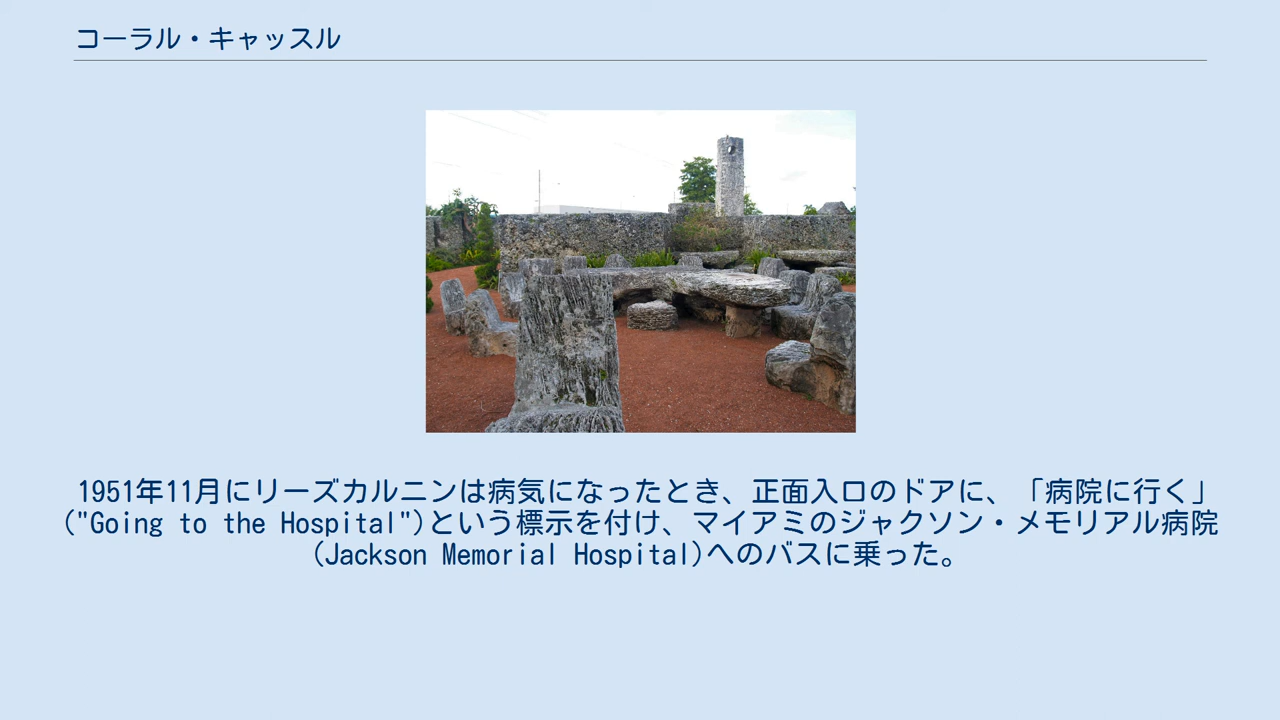 コーラル・キャッスル
1951年11月にリーズカルニンは病気になったとき、正面入口のドアに、「病院に行く」
("Going to the Hospital")という標示を付け、マイアミのジャクソン・メモリアル病院
(Jackson Memorial Hospital)へのバスに乗った。